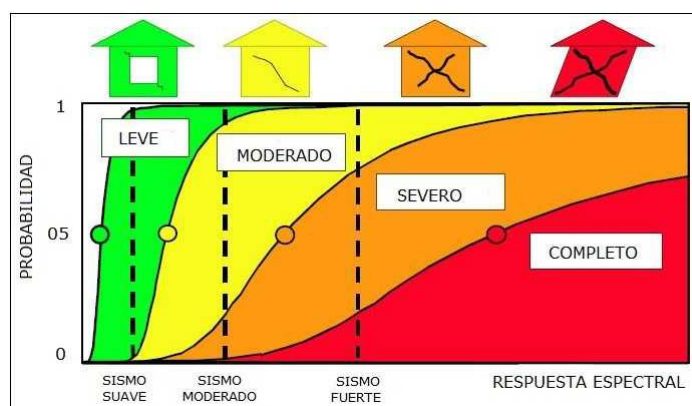 1
LEVE
MODERADO
SEVERO
COMPLETO
PROBABILIDAD
05
0
SISMO
SUAVE
SISMO
MODERADO
SISMO
FUERTE
RESPUESTA ESPECTRAL